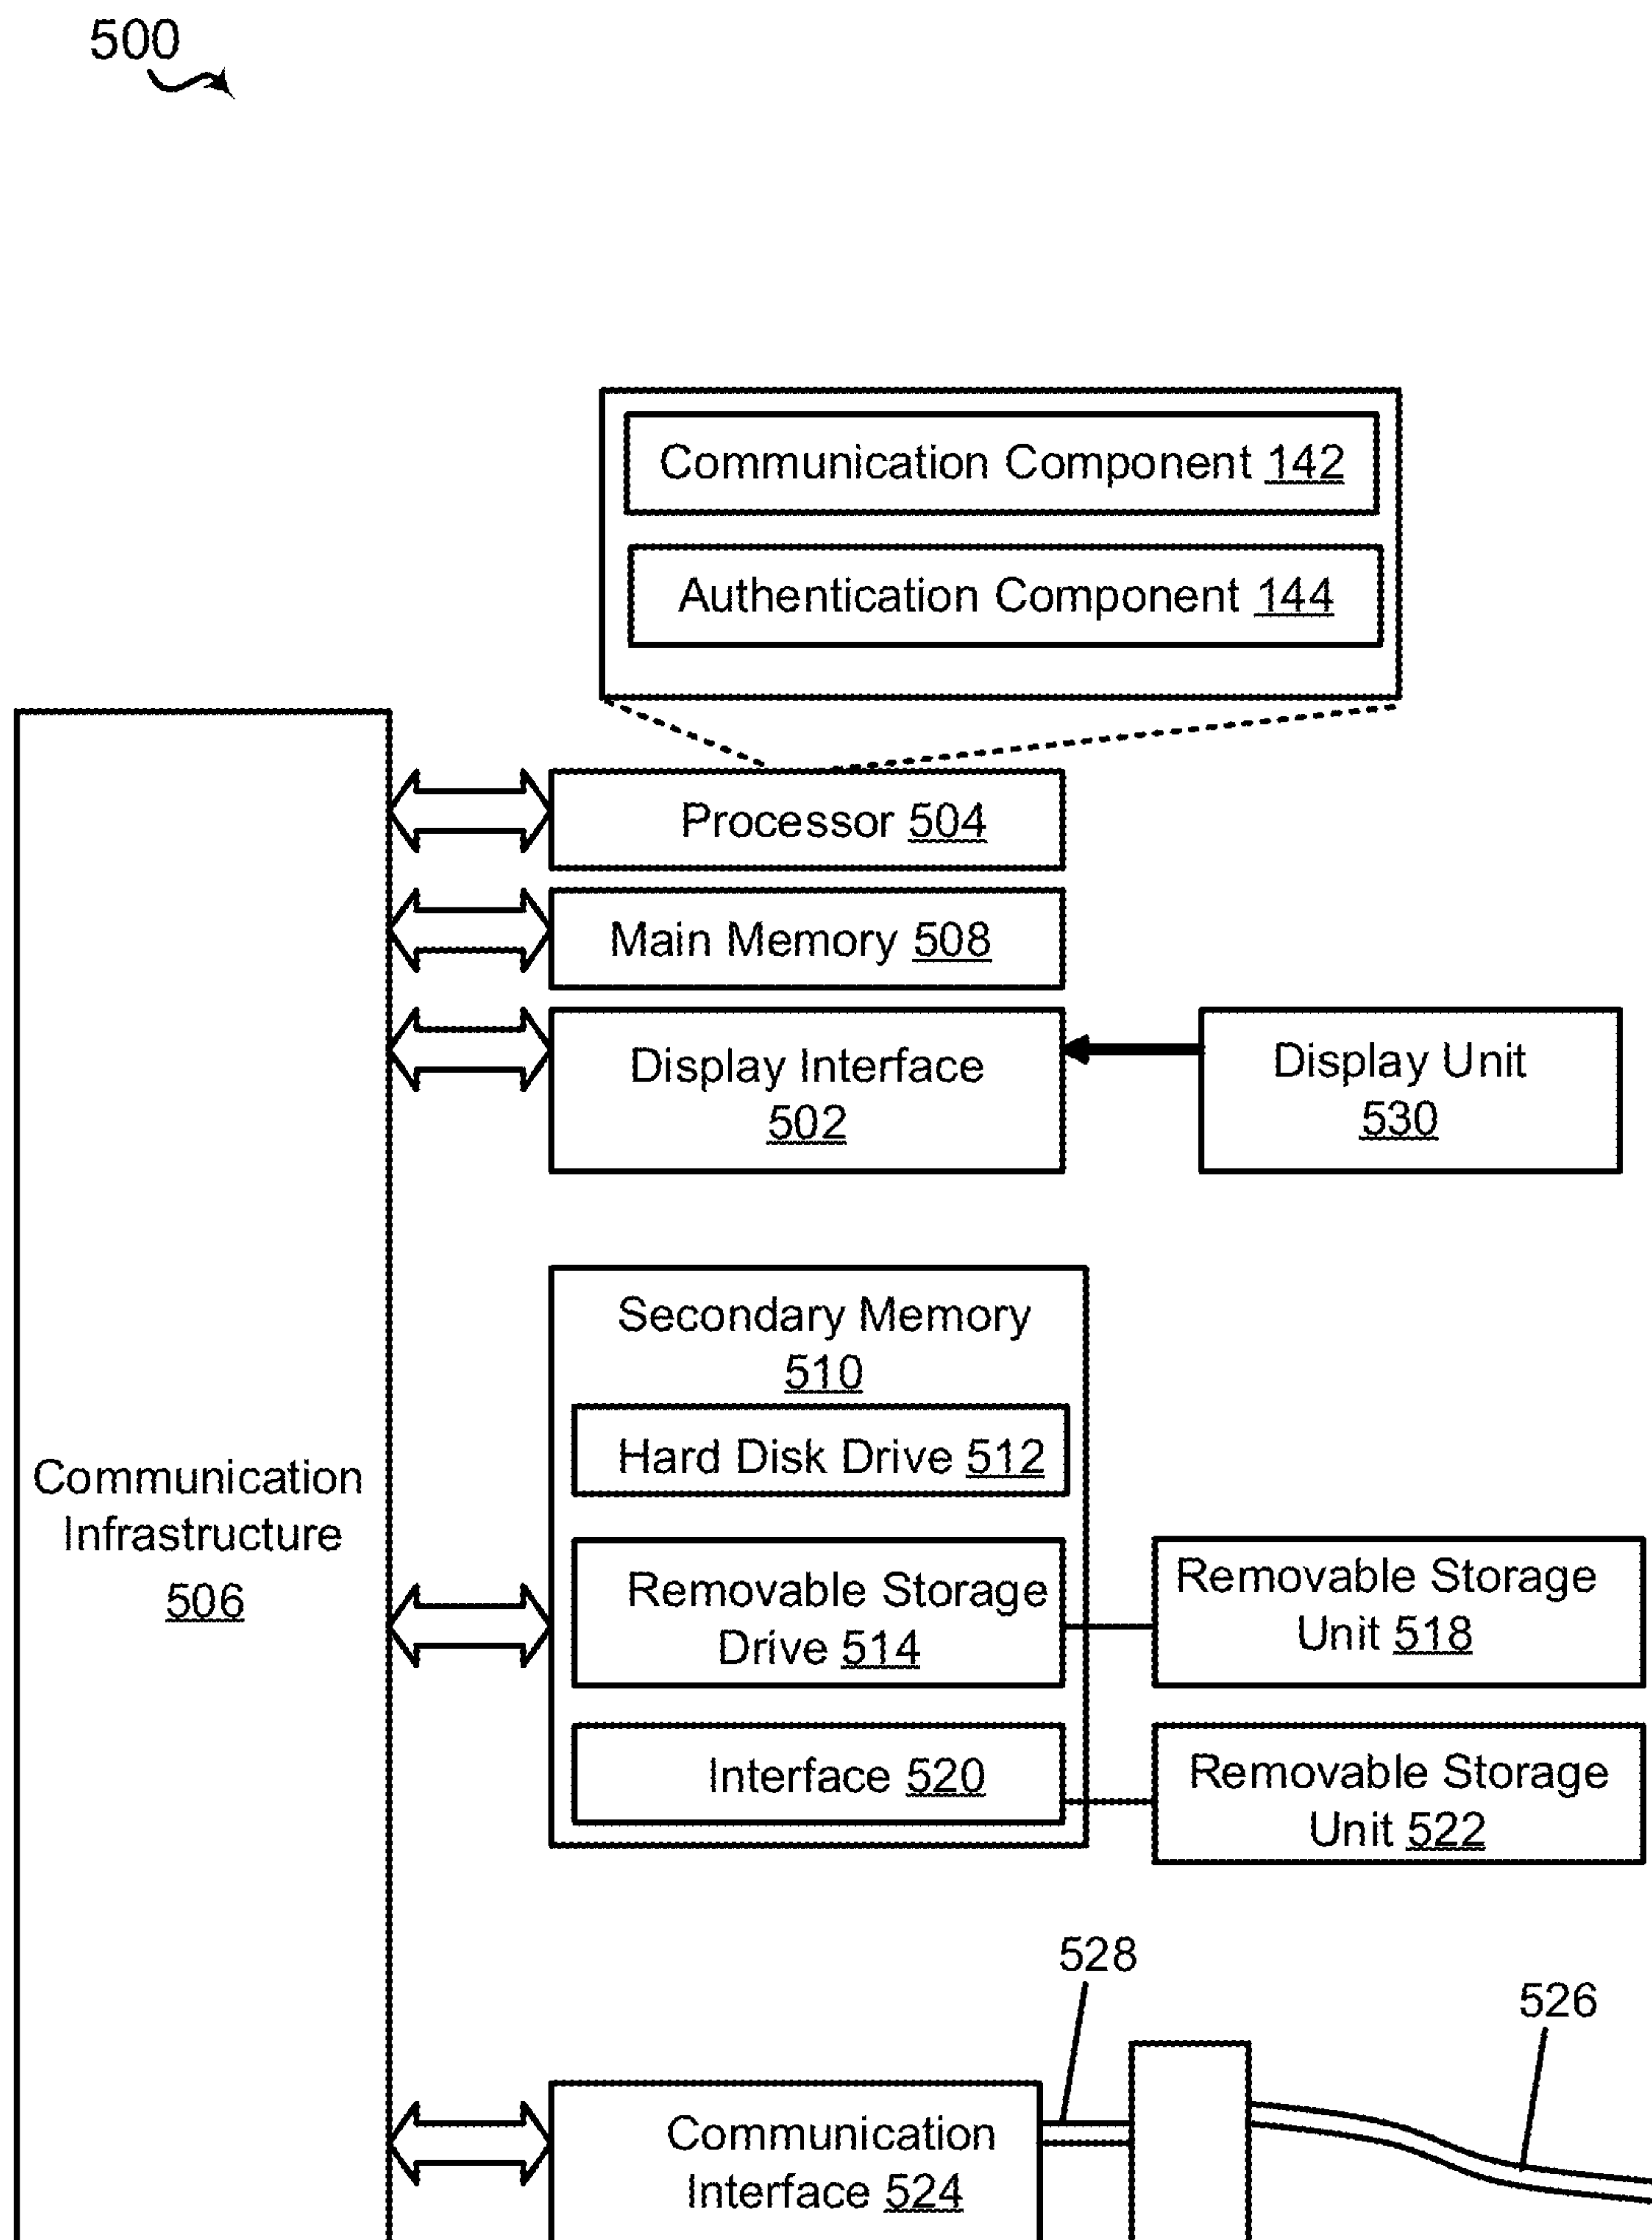 500
Communication Component 142
Authentication Component 144
Processor 504
Main Memory 508
Display Interface
502
Display Unit
530
Secondary Memory
510
Hard Disk Drive 512
Communication
Infrastructure
506
Removable Storage
Drive 514
Removable Storage
Unit 518
Interface 520
Removable Storage
Unit 522
528
526
Communication
Interface 524